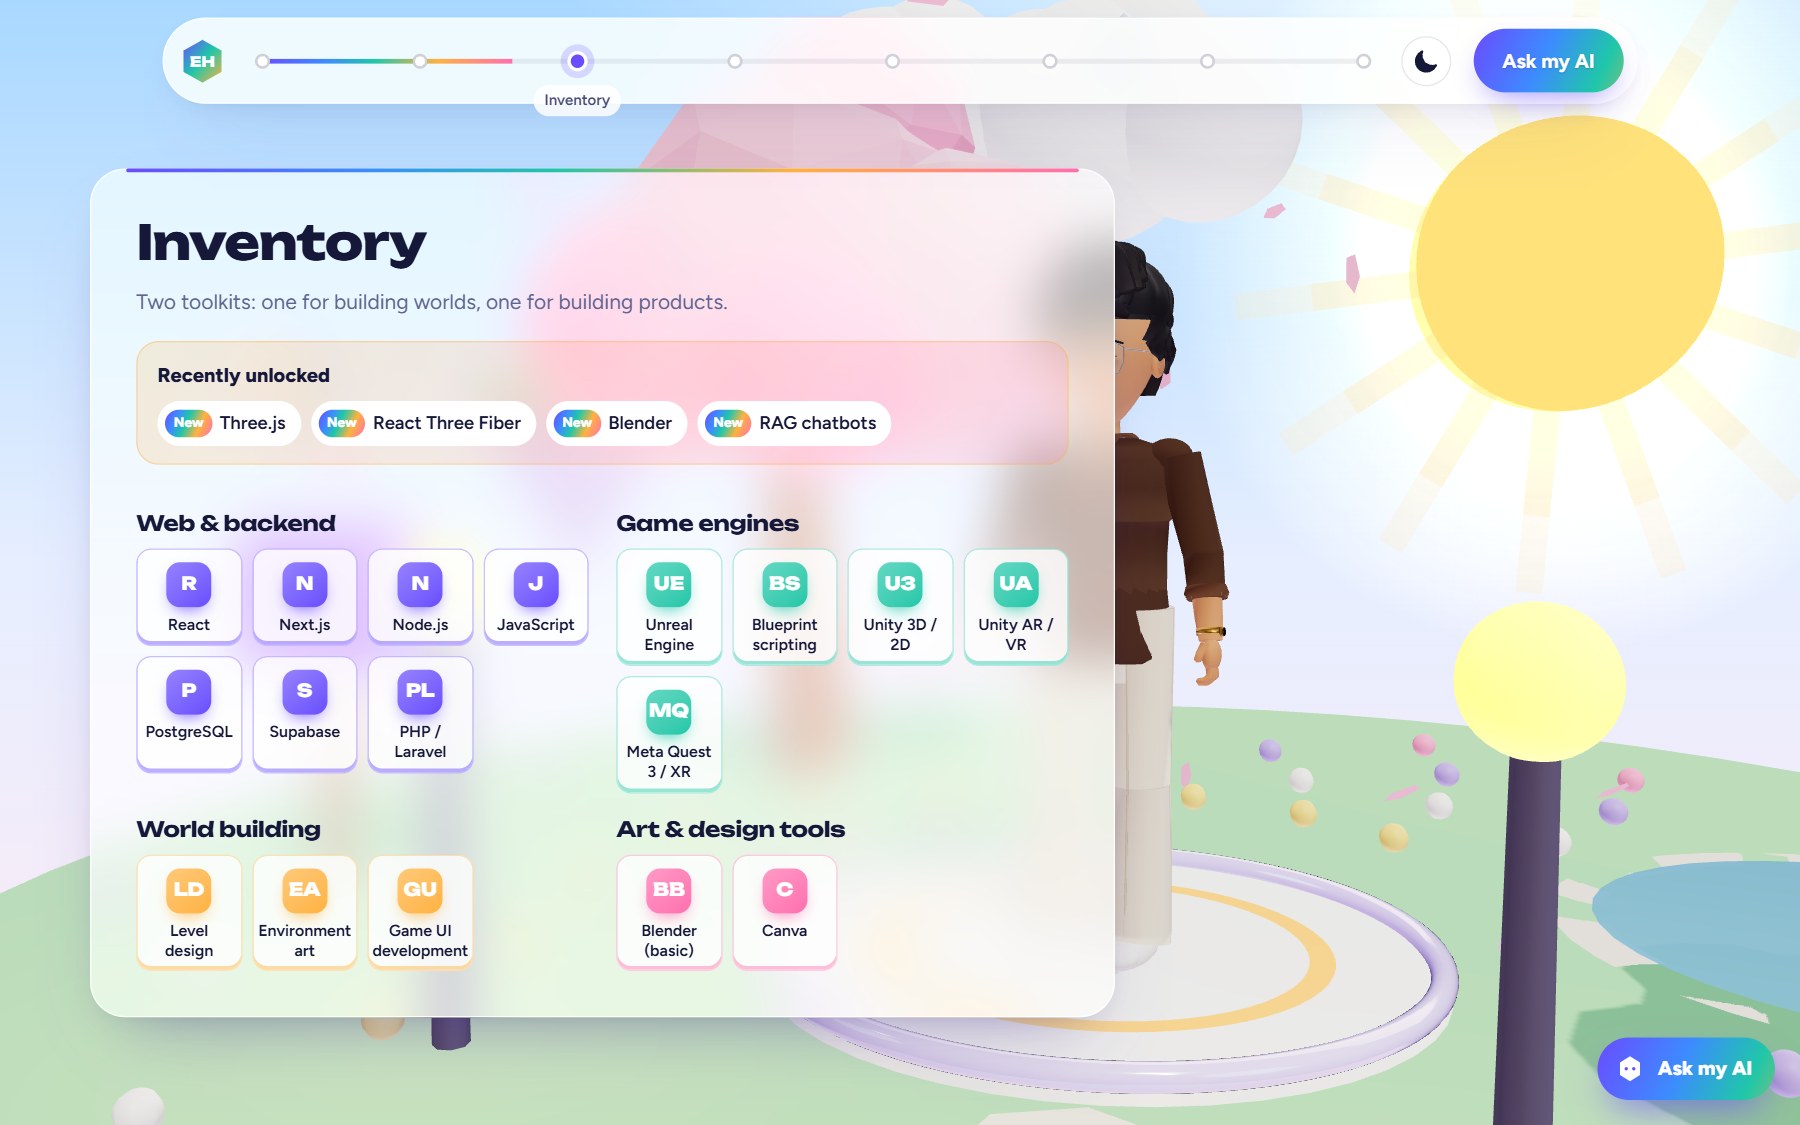 EH
Ask my AI
Inventory
Inventory
Two toolkits: one for building worlds, one for building products.
Recently unlocked
New Three.js New React Three Fiber New Blender New RAG chatbots
Web & backend
R
React
N
Next.js
N
Node.js
J
JavaScript
P
PostgreSQL
S
Supabase
PL
PHP /
Laravel
Game engines
UE
Unreal
Engine
BS
Blueprint
scripting
U3
Unity 3D /
2D
UA
Unity AR /
VR
MQ
Meta Quest
3 / XR
World building
LD
Level
design
EA
Environment
art
GU
Game UI
development
Art & design tools
BB
Blender
(basic)
C
Canva
Ask my AI